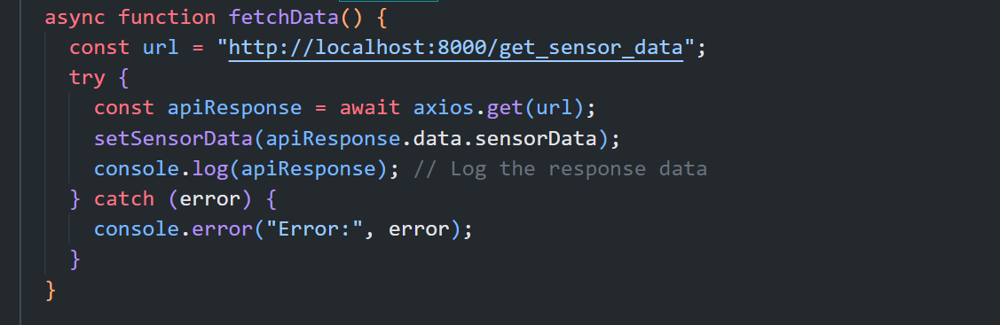 async function fetchData() {
const url = "http://localhost:8000/get_sensor_data";
try {
const apiResponse = await axios.get(url);
setSensorData(apiResponse.data.sensorData);
console.log(apiResponse); // Log the response data
} catch (error) {
console.error("Error:", error);
}
}